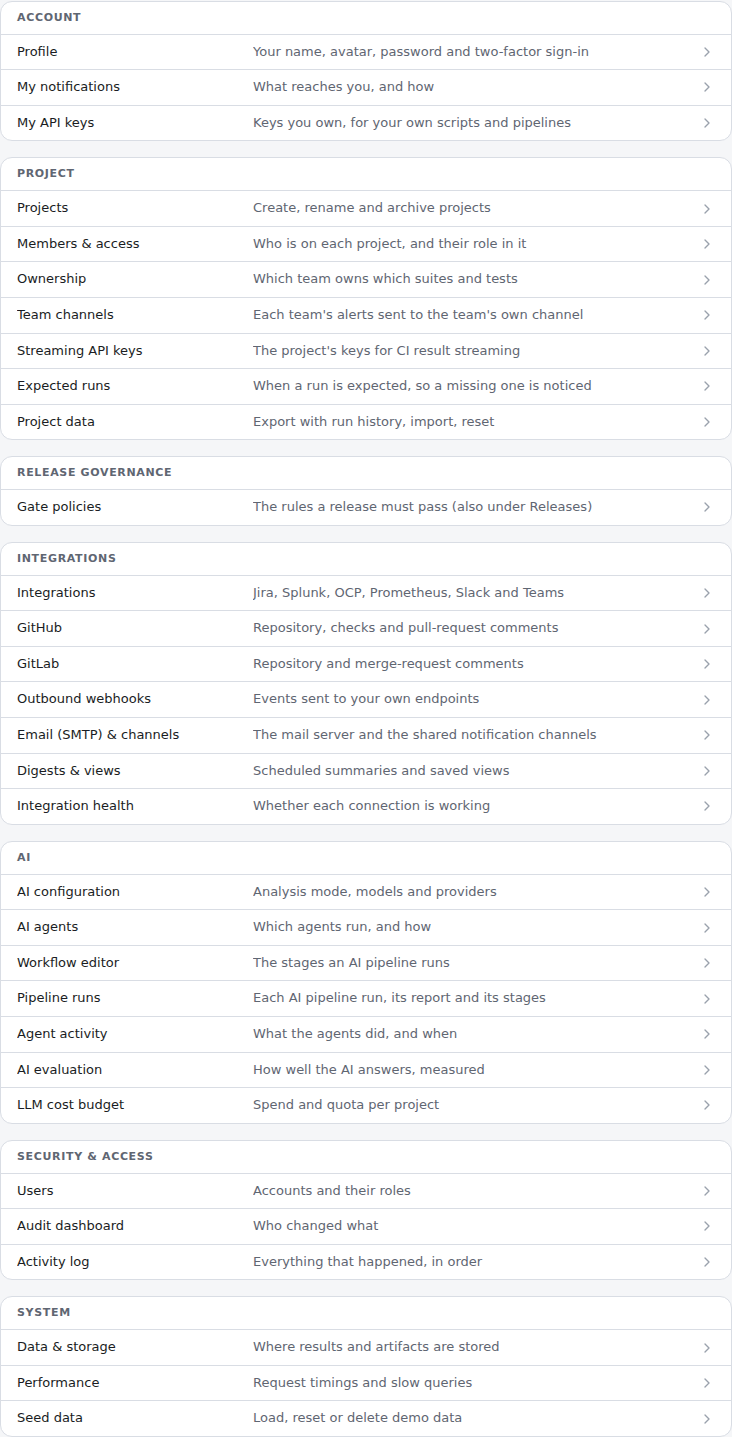 ACCOUNT
Profile Your name, avatar, password and two-factor sign-in
My notifications What reaches you, and how
My API keys Keys you own, for your own scripts and pipelines
PROJECT
Projects Create, rename and archive projects
Members & access Who is on each project, and their role in it
Ownership Which team owns which suites and tests
Team channels Each team's alerts sent to the team's own channel
Streaming API keys The project's keys for CI result streaming
Expected runs When a run is expected, so a missing one is noticed
Project data Export with run history, import, reset
RELEASE GOVERNANCE
Gate policies The rules a release must pass (also under Releases)
INTEGRATIONS
Integrations Jira, Splunk, OCP, Prometheus, Slack and Teams
GitHub Repository, checks and pull-request comments
GitLab Repository and merge-request comments
Outbound webhooks Events sent to your own endpoints
Email (SMTP) & channels The mail server and the shared notification channels
Digests & views Scheduled summaries and saved views
Integration health Whether each connection is working
AI
AI configuration Analysis mode, models and providers
AI agents Which agents run, and how
Workflow editor The stages an AI pipeline runs
Pipeline runs Each AI pipeline run, its report and its stages
Agent activity What the agents did, and when
AI evaluation How well the AI answers, measured
LLM cost budget Spend and quota per project
SECURITY & ACCESS
Users Accounts and their roles
Audit dashboard Who changed what
Activity log Everything that happened, in order
SYSTEM
Data & storage Where results and artifacts are stored
Performance Request timings and slow queries
Seed data Load, reset or delete demo data